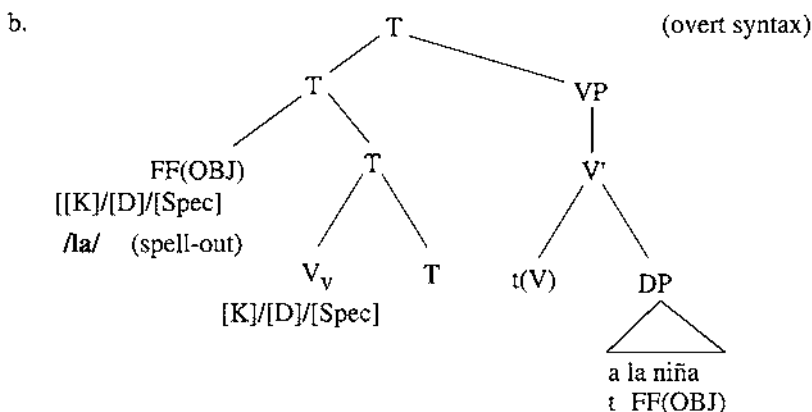 b. (overt syntax)
T
T VP
FF(OBJ) T V'
[[K]/[D]/[Spec]
/la/ (spell-out)
V_v T t(V) DP
[K]/[D]/[Spec]
a la niña
t FF(OBJ)